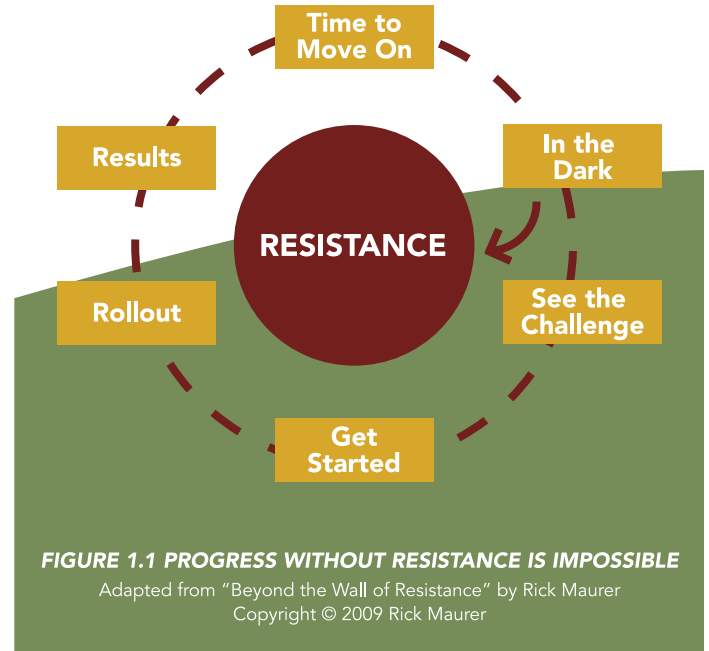 Time to
Move On
In the
Dark
See the
Challenge
Get
Started
Rollout
Results
RESISTANCE
FIGURE 1.1 PROGRESS WITHOUT RESISTANCE IS IMPOSSIBLE
Adapted from “Beyond the Wall of Resistance” by Rick Maurer
Copyright © 2009 Rick Maurer